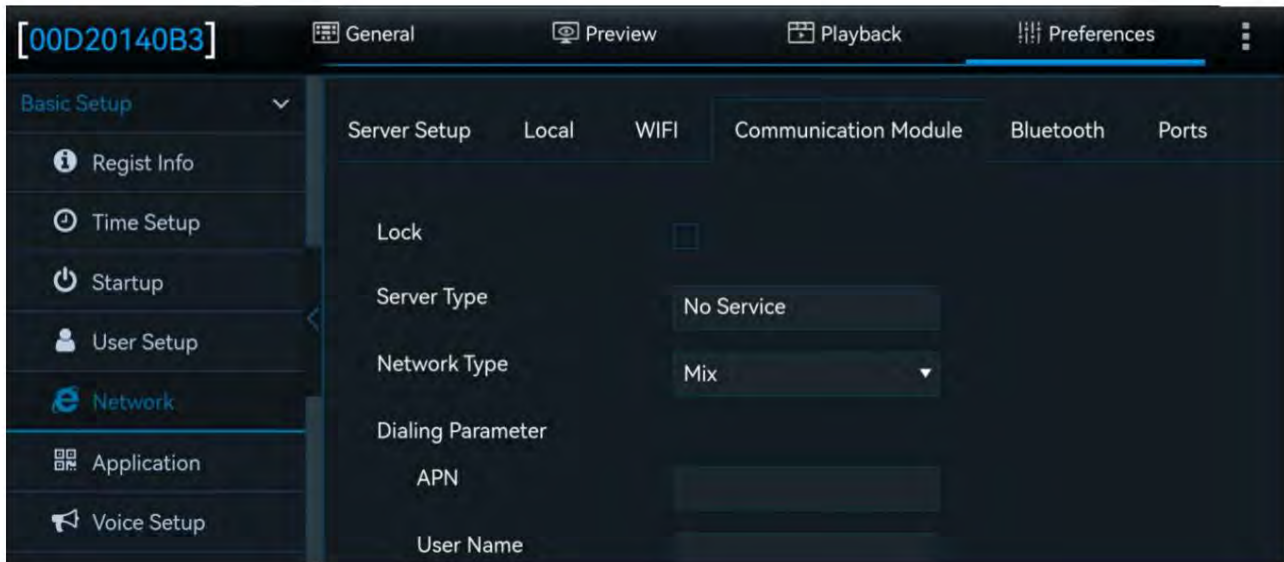 [00D20140B3]
General
Preview
Playback
Preferences
Basic Setup
Regist Info
Time Setup
Startup
User Setup
Network
Application
Voice Setup
Server Setup
Local
WIFI
Communication Module
Bluetooth
Ports
Lock
Server Type
No Service
Network Type
Mix
Dialing Parameter
APN
User Name